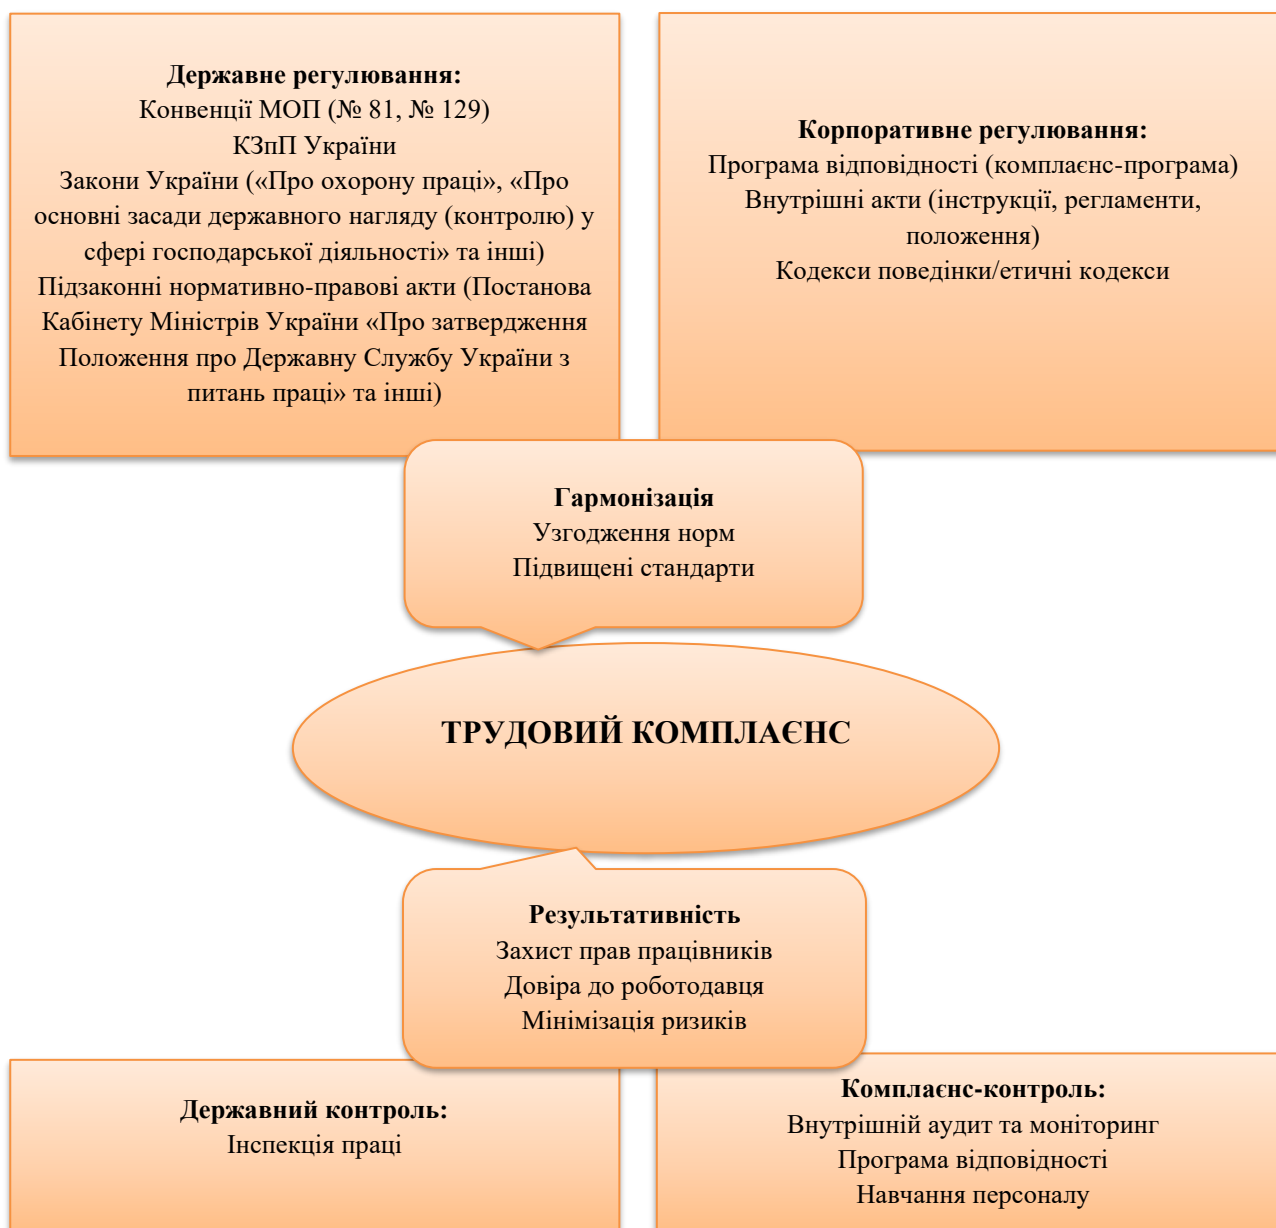 Державне регулювання:
Конвенції МОП (№ 81, № 129)
КЗпП України
Закони України («Про охорону праці», «Про
основні засади державного нагляду (контролю) у
сфері господарської діяльності» та інші)
Підзаконні нормативно-правові акти (Постанова
Кабінету Міністрів України «Про затвердження
Положення про Державну Службу України з
питань праці» та інші)
Корпоративне регулювання:
Програма відповідності (комплаєнс-програма)
Внутрішні акти (інструкції, регламенти,
положення)
Кодекси поведінки/етичні кодекси
Гармонізація
Узгодження норм
Підвищені стандарти
ТРУДОВИЙ КОМПЛАЄНС
Результативність
Захист прав працівників
Довіра до роботодавця
Мінімізація ризиків
Державний контроль:
Інспекція праці
Комплаєнс-контроль:
Внутрішній аудит та моніторинг
Програма відповідності
Навчання персоналу